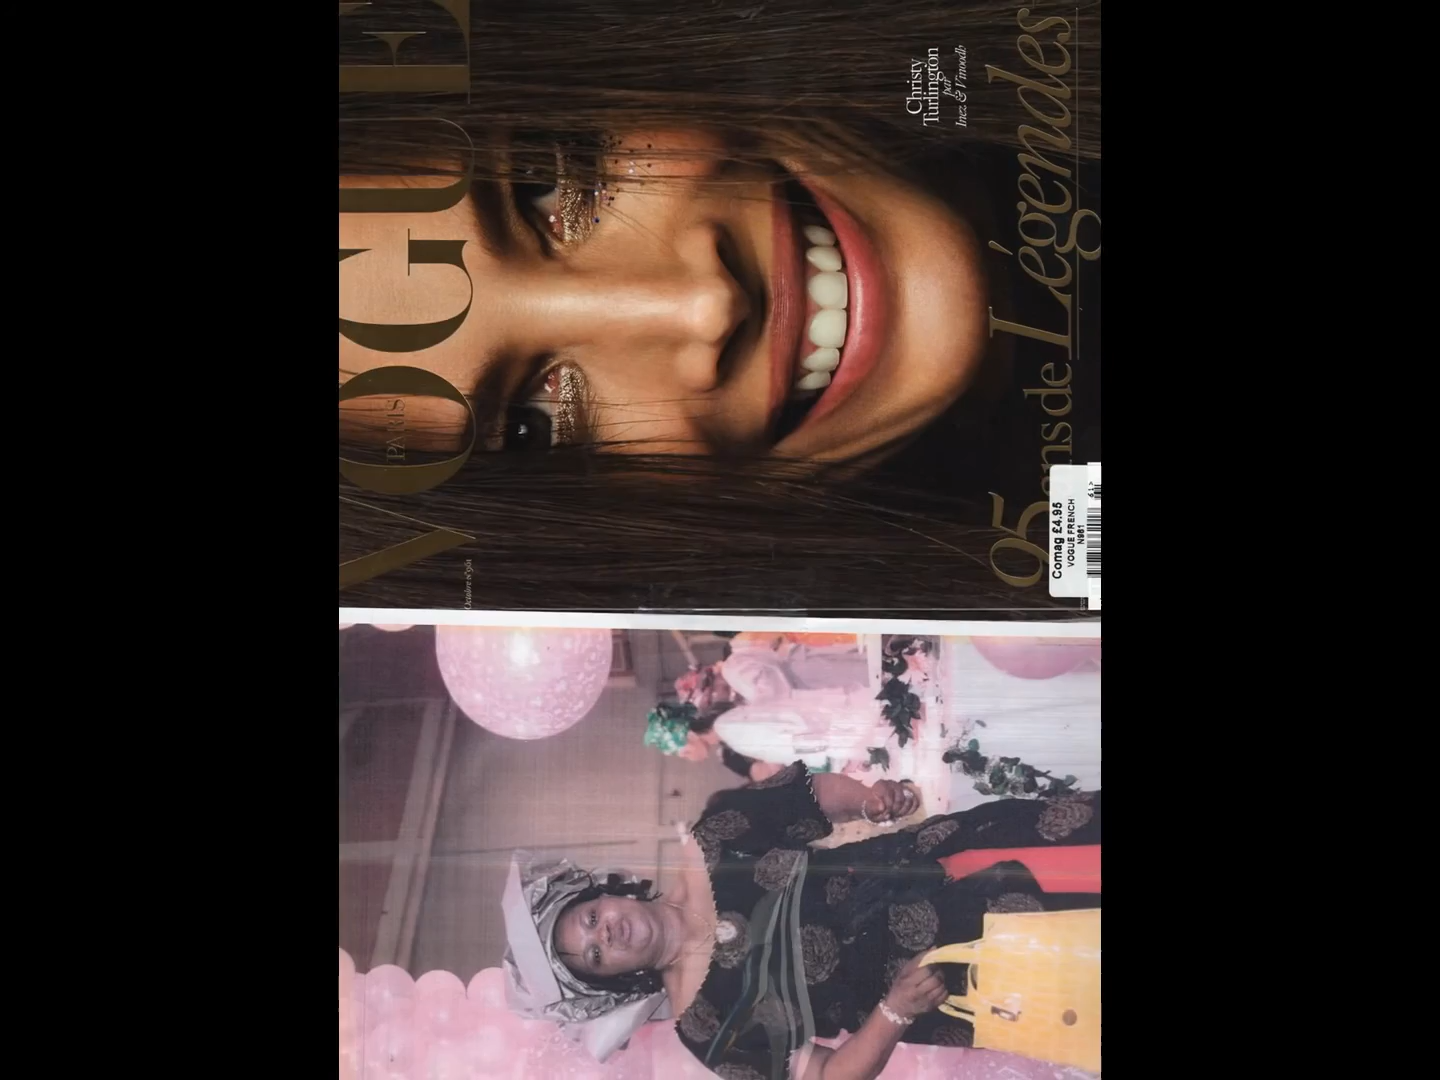 VOGUE
PARIS
Octobre n°961
Christy
Turlington
par
Inez & Vinoodh
95 ans de Légendes
Comag £4.95
VOGUE FRENCH
N961
61>